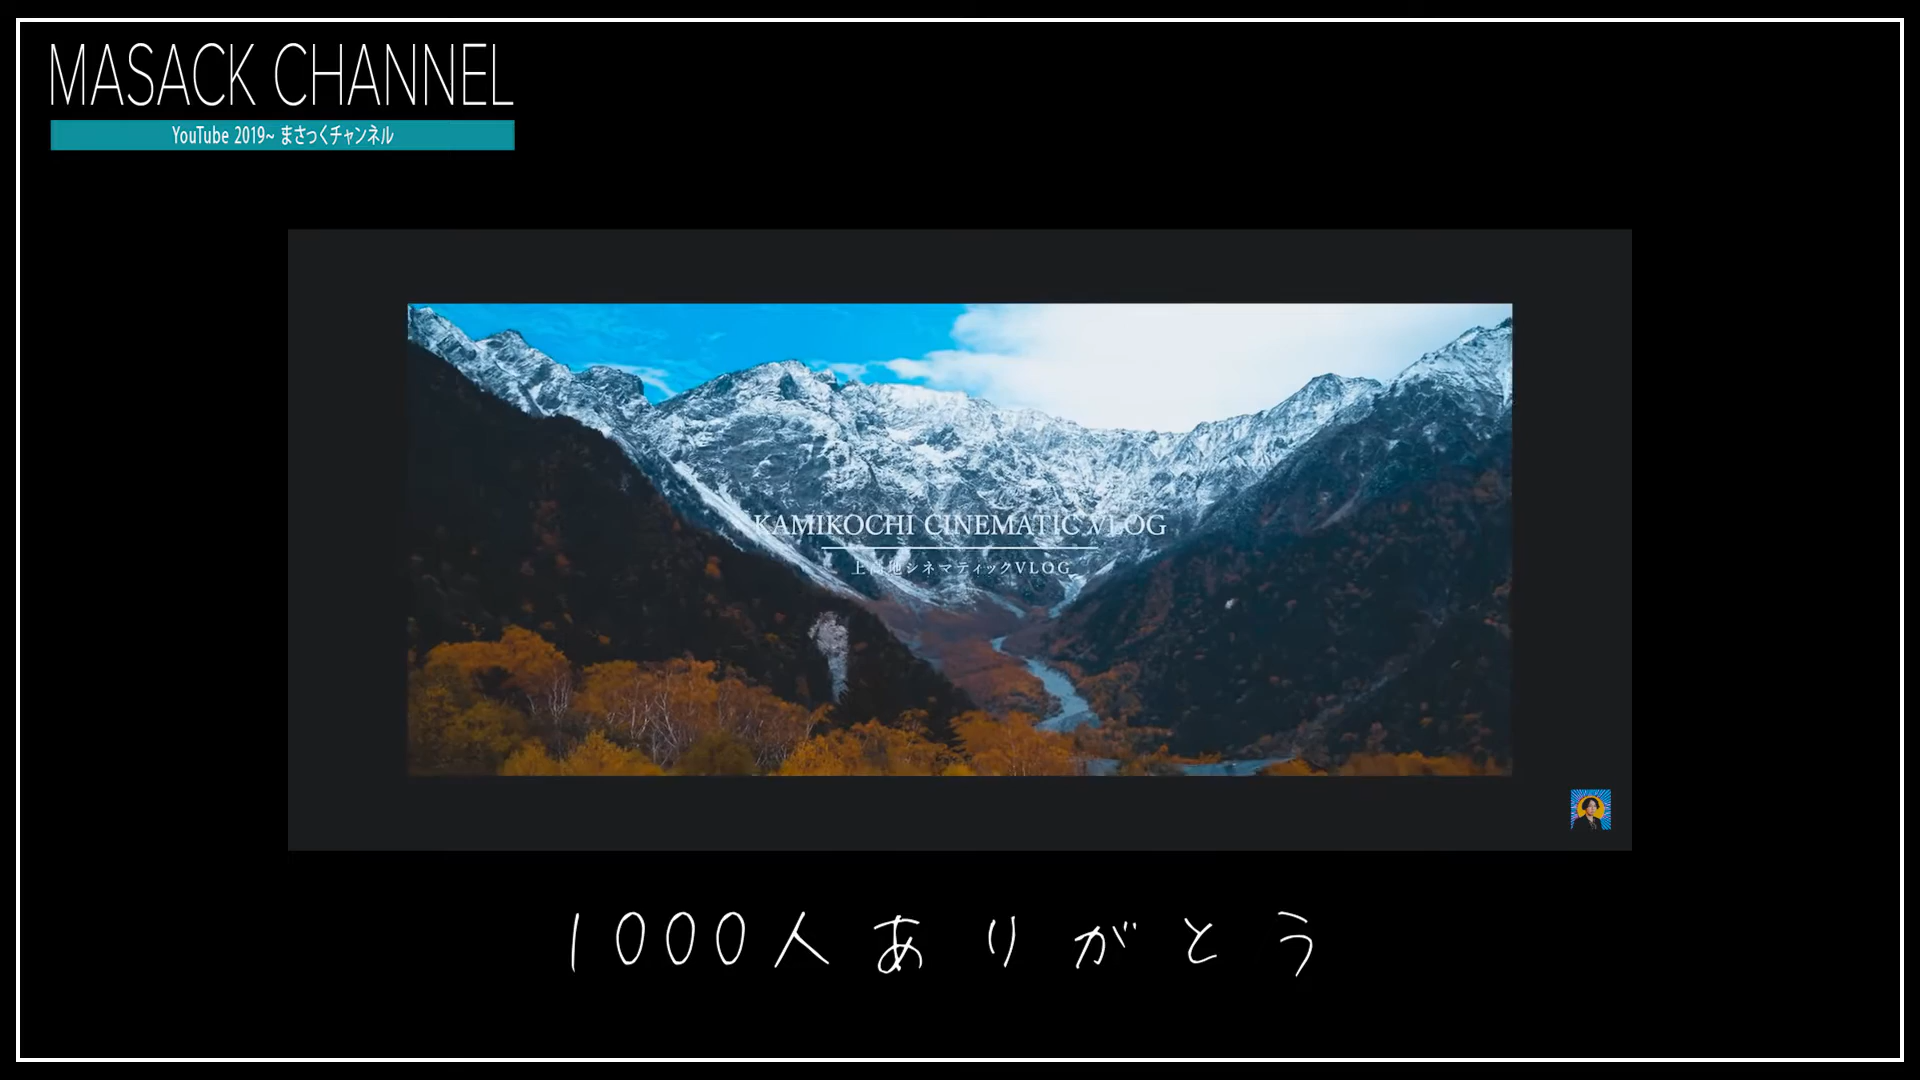 MASACK CHANNEL
YouTube 2019~ まさっくチャンネル
KAMIKOCHI CINEMATIC VLOG
上高地シネマティックVLOG
1000人ありがとう